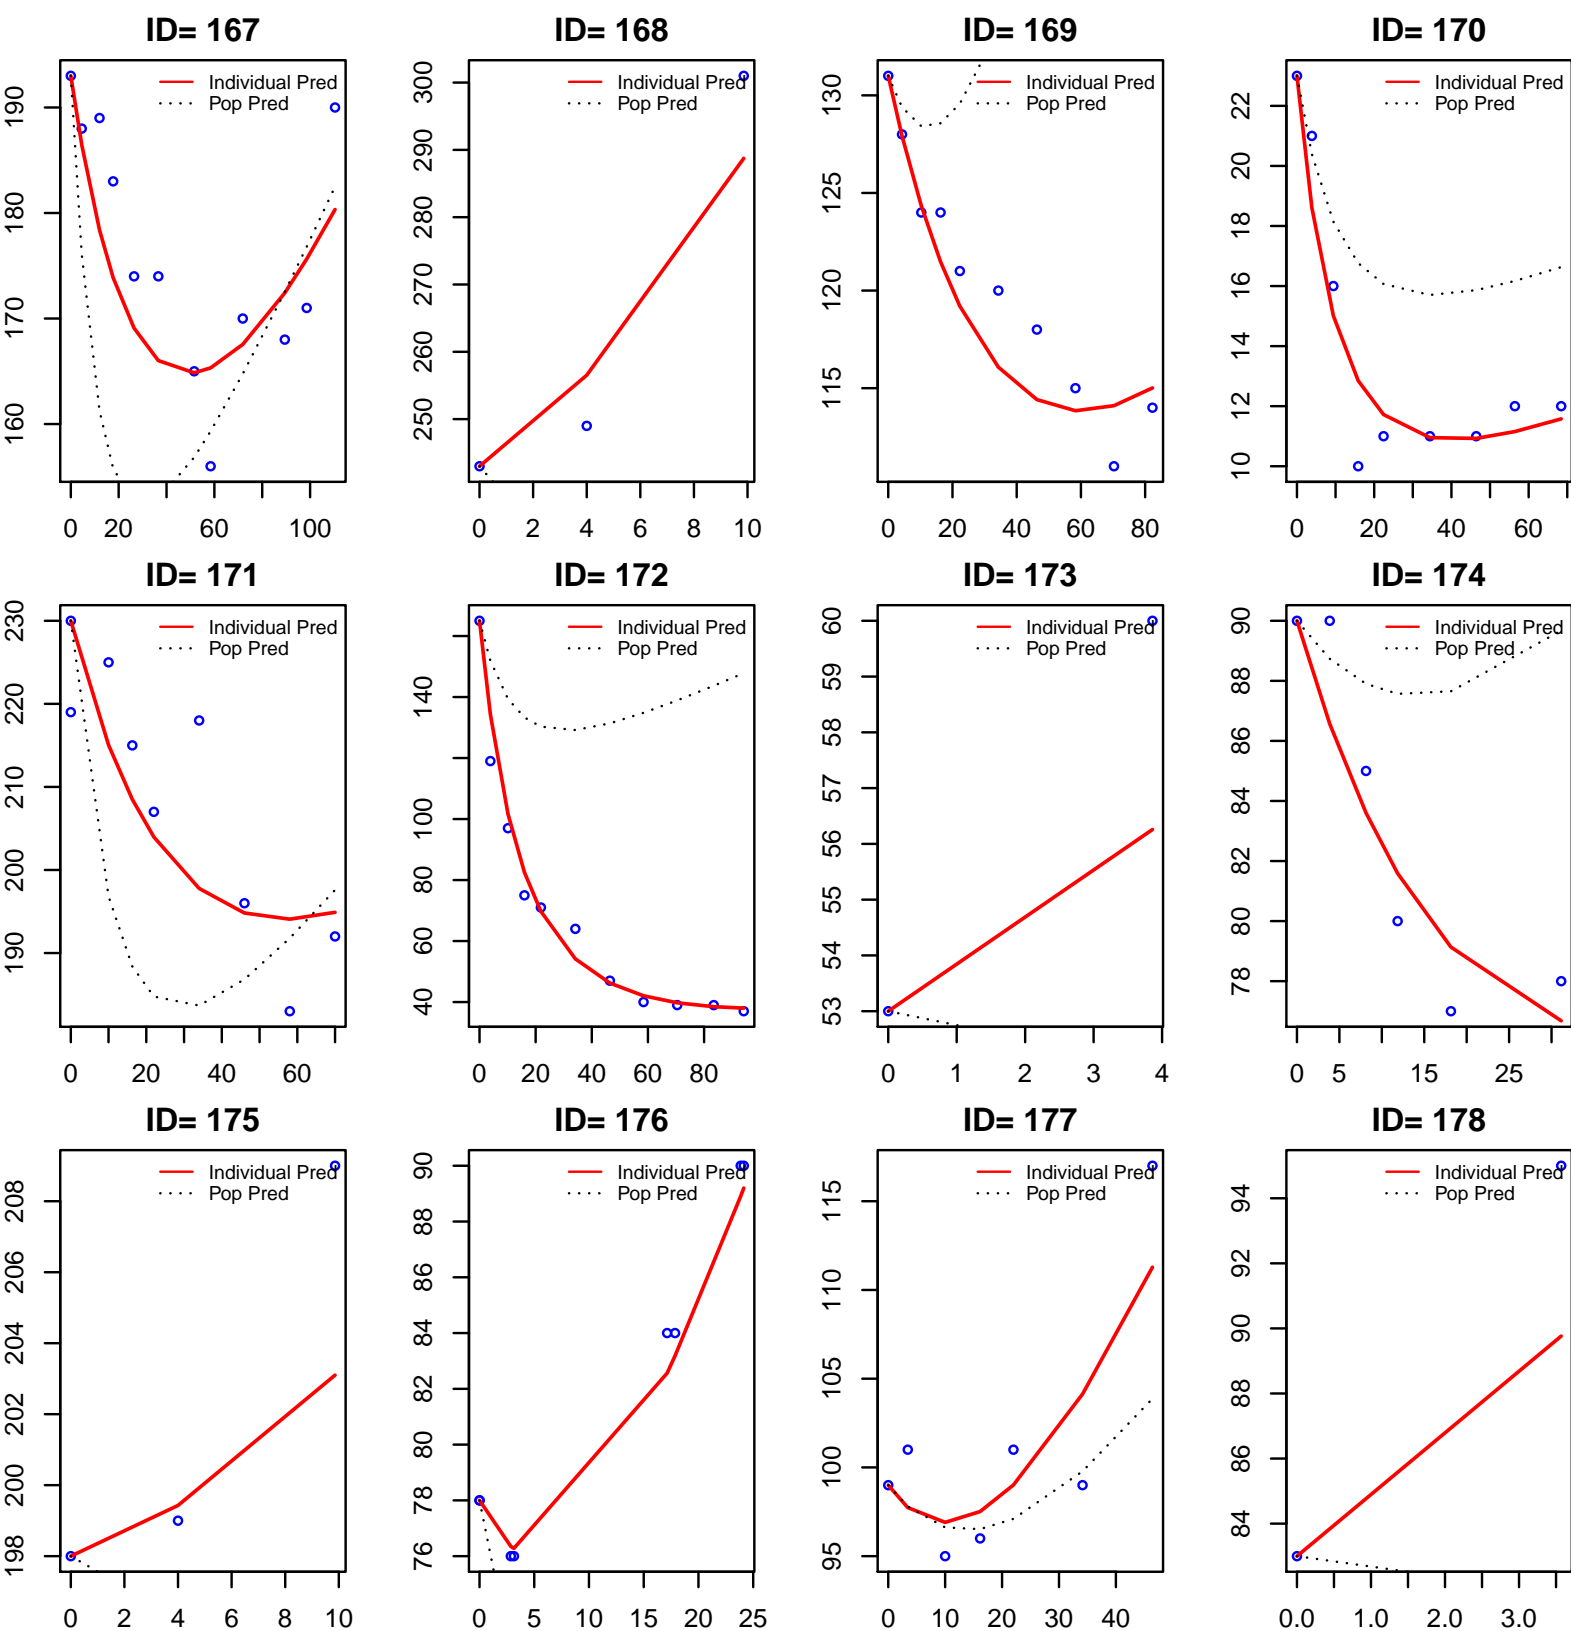 ID= 167 ID= 168 ID= 169 ID= 170
Individual Pred Individual Pred Individual Pred Individual Pred
Pop Pred Pop Pred Pop Pred Pop Pred
160 170 180 190
250 260 270 280 290 300
115 120 125 130
10 12 14 16 18 20 22
0 20 60 100
0 2 4 6 8 10
0 20 40 60 80
0 20 40 60
ID= 171 ID= 172 ID= 173 ID= 174
Individual Pred Individual Pred Individual Pred Individual Pred
Pop Pred Pop Pred Pop Pred Pop Pred
190 200 210 220 230
40 60 80 100 140
53 54 55 56 57 58 59 60
78 80 82 84 86 88 90
0 20 40 60
0 20 40 60 80
0 1 2 3 4
0 5 15 25
ID= 175 ID= 176 ID= 177 ID= 178
Individual Pred Individual Pred Individual Pred Individual Pred
Pop Pred Pop Pred Pop Pred Pop Pred
198 200 202 204 206 208
76 78 80 82 84 86 88 90
95 100 105 110 115
84 86 88 90 92 94
0 2 4 6 8 10
0 5 10 15 20 25
0 10 20 30 40
0.0 1.0 2.0 3.0